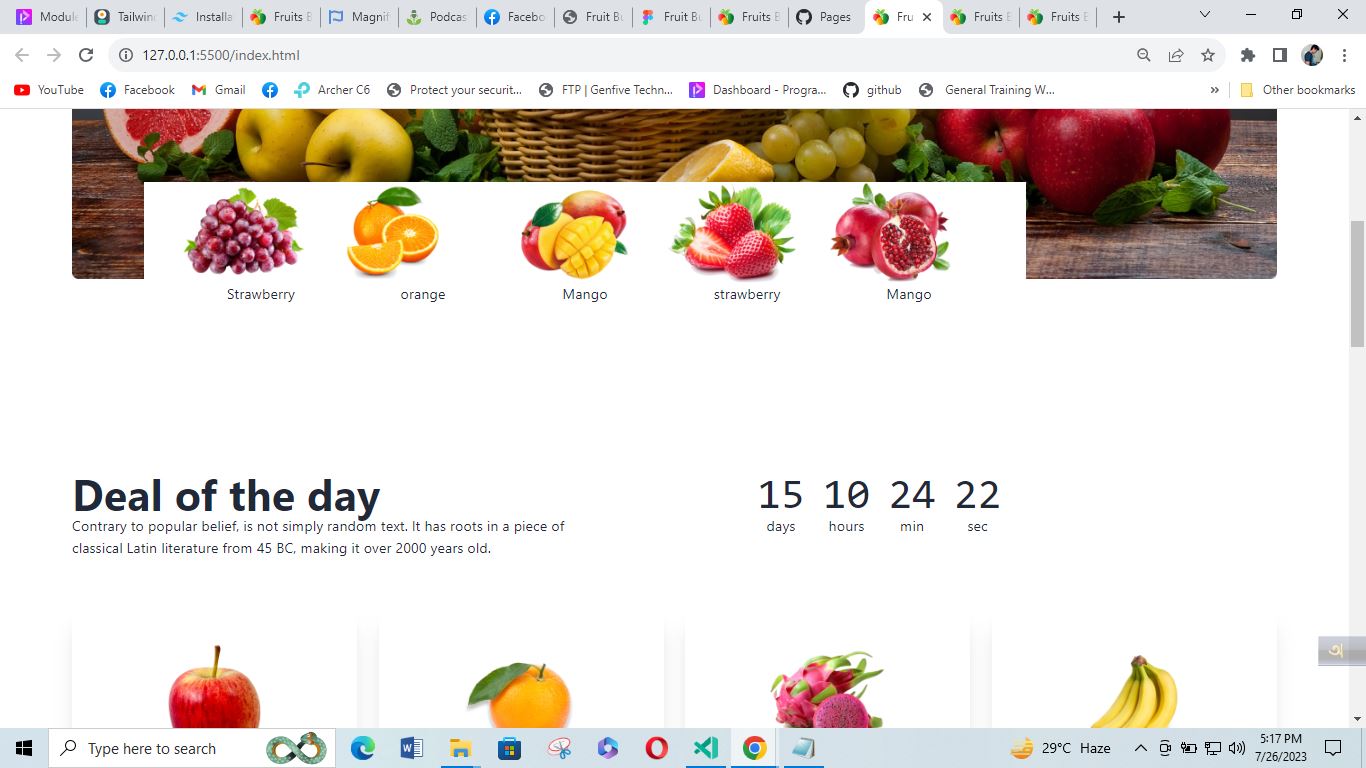 Module
Tailwind
Installa
Fruits B
Magnif
Podcas
Facebo
Fruit Bu
Fruit Bu
Fruits B
Pages
Fru
Fruits B
Fruits B
127.0.0.1:5500/index.html
YouTube
Facebook
Gmail
Archer C6
Protect your securit...
FTP | Genfive Techn...
Dashboard - Progra...
github
General Training W...
»
Other bookmarks
Strawberry
orange
Mango
strawberry
Mango
Deal of the day
Contrary to popular belief, is not simply random text. It has roots in a piece of
classical Latin literature from 45 BC, making it over 2000 years old.
15 10 24 22
days hours min sec
অ
Type here to search
29°C Haze
5:17 PM
7/26/2023